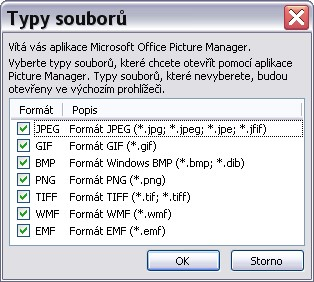 Typy souborů
Vítá vás aplikace Microsoft Office Picture Manager.
Vyberte typy souborů, které chcete otevřít pomocí aplikace
Picture Manager. Typy souborů, které nevyberete, budou
otevřeny ve výchozím prohlížeči.
Formát Popis
JPEG Formát JPEG (*.jpg; *.jpeg; *.jpe; *.jfif)
GIF Formát GIF (*.gif)
BMP Formát Windows BMP (*.bmp; *.dib)
PNG Formát PNG (*.png)
TIFF Formát TIFF (*.tif; *.tiff)
WMF Formát WMF (*.wmf)
EMF Formát EMF (*.emf)
OK Storno